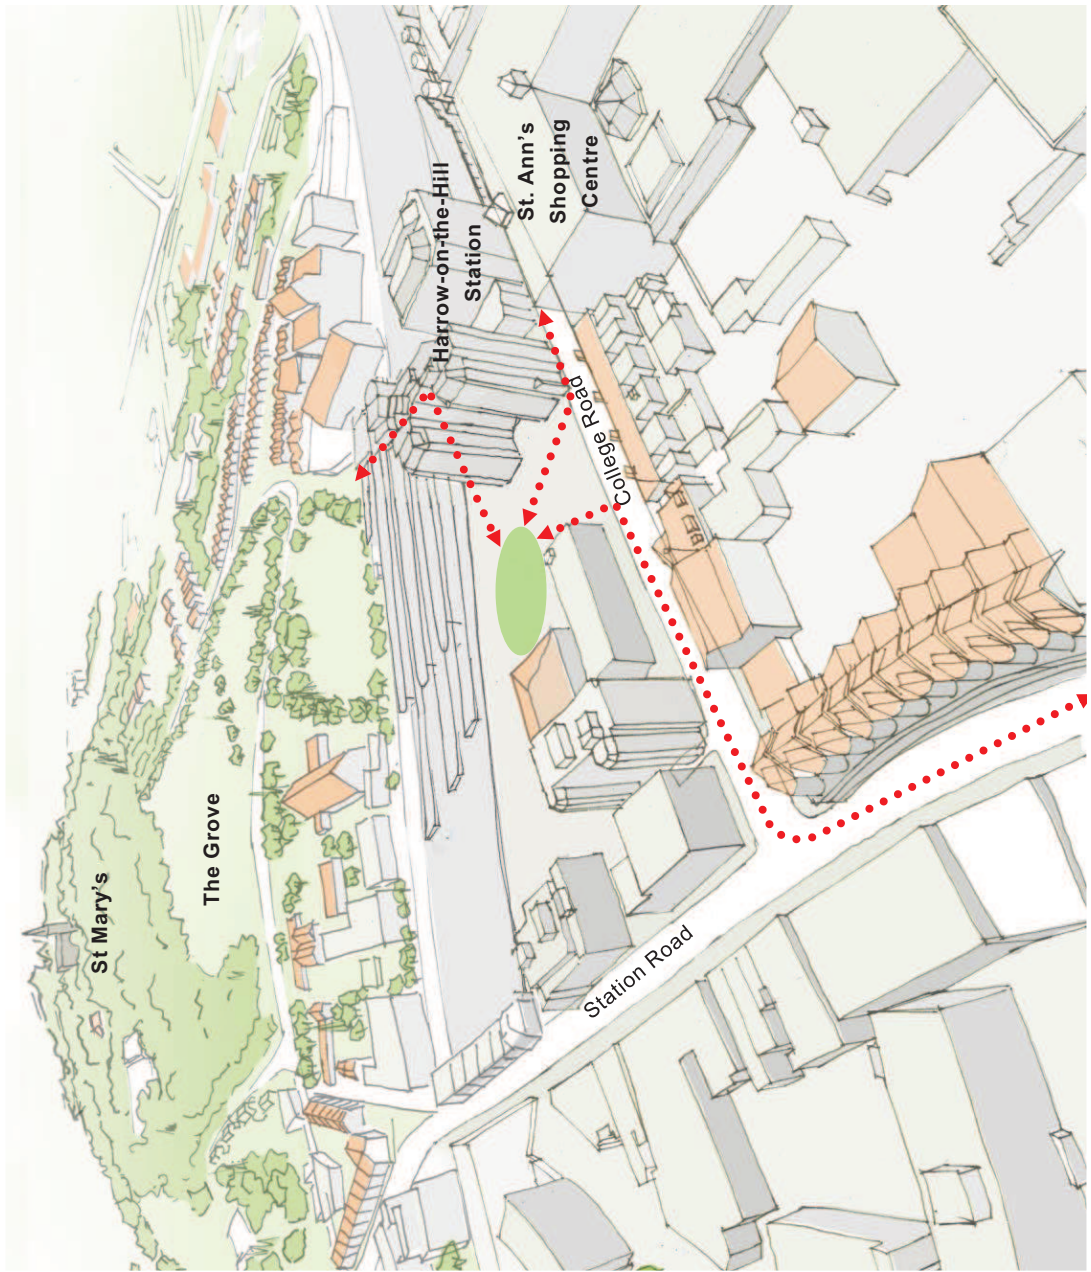 St Mary's
The Grove
Harrow-on-the-Hill
Station
St. Ann's
Shopping
Centre
College Road
Station Road